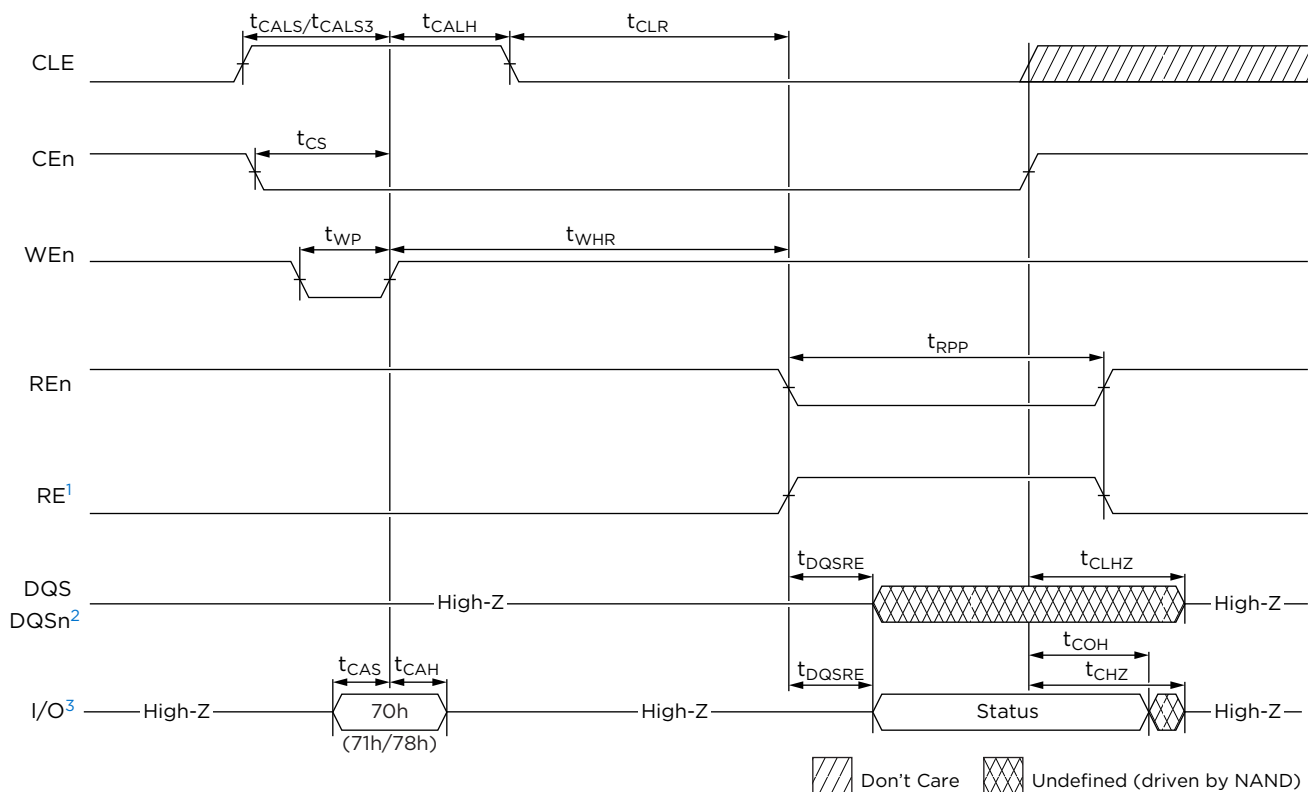 tCALS/tCALS3
tCALH
tCLR
CLE
tCS
CEn
tWP
tWHR
WEn
tRPP
REn
RE1
tDQSRE
tCLHZ
DQS
DQSn2
High-Z
High-Z
tCOH
tCAS
tCAH
tDQSRE
tCHZ
I/O3
High-Z
70h
High-Z
Status
High-Z
(71h/78h)
Don't Care
Undefined (driven by NAND)